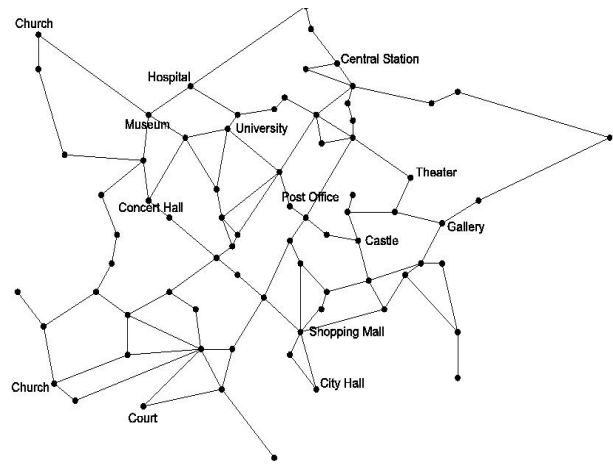 Church
Central Station
Hospital
Museum
University
Theater
Post Office
Concert Hall
Gallery
Castle
Shopping Mall
Church
City Hall
Court